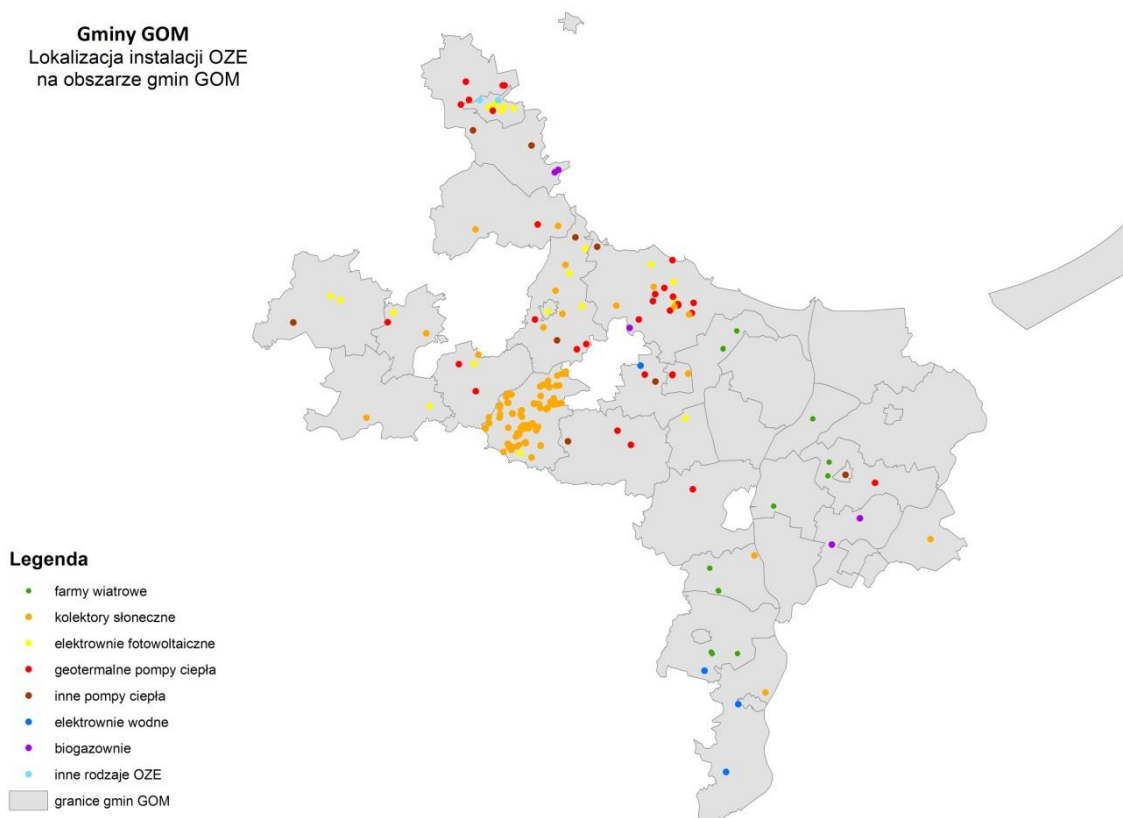 Gminy GOM
Lokalizacja instalacji OZE
na obszarze gmin GOM
Legenda
farmy wiatrowe
kolektory słoneczne
elektrownie fotowoltaiczne
geotermalne pompy ciepła
inne pompy ciepła
elektrownie wodne
biogazownie
inne rodzaje OZE
granice gmin GOM